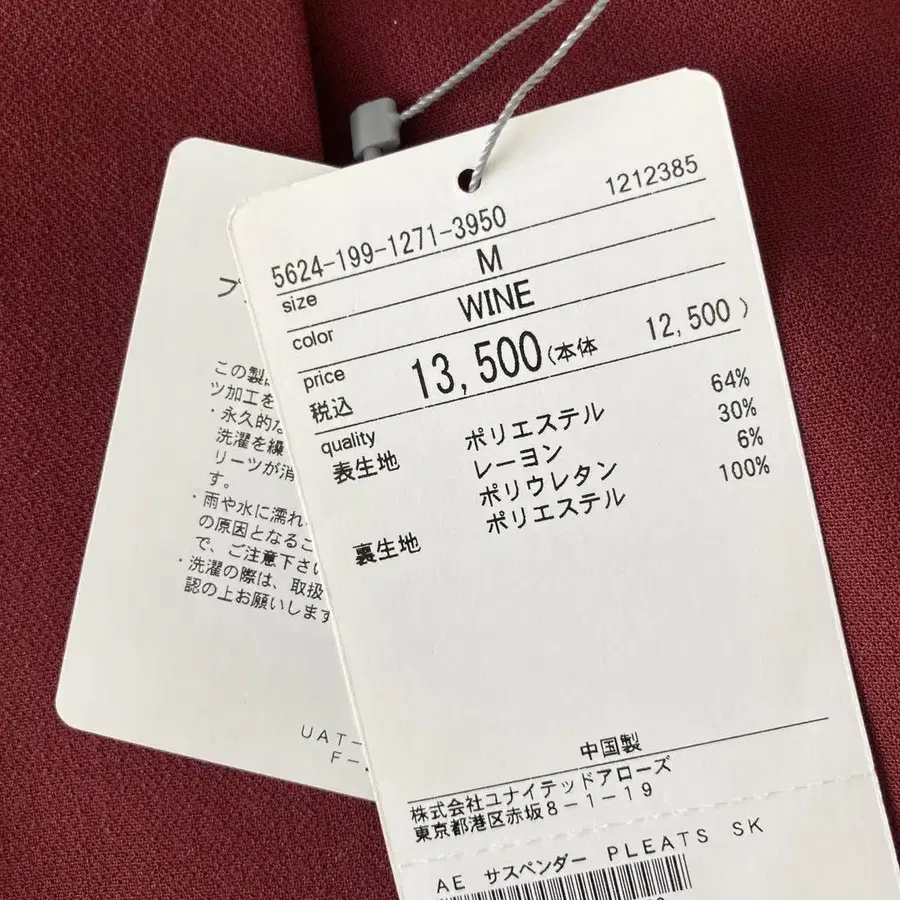 1212385
5624-199-1271-3950
size M
color WINE
price 13,500(本体 12,500)
税込
quality
表生地 ポリエステル 64%
レーヨン 30%
ポリウレタン 6%
裏生地 ポリエステル 100%
中国製
株式会社ユナイテッドアローズ
東京都港区赤坂8-1-19
AE サスペンダー PLEATS SK
この製
ツ加工を
・永久的な
洗濯を繰
リーツが消
す。
・雨や水に濡れ
の原因となるこ
で、ご注意下さい
・洗濯の際は、取扱
認の上お願いします
UAT-
F-